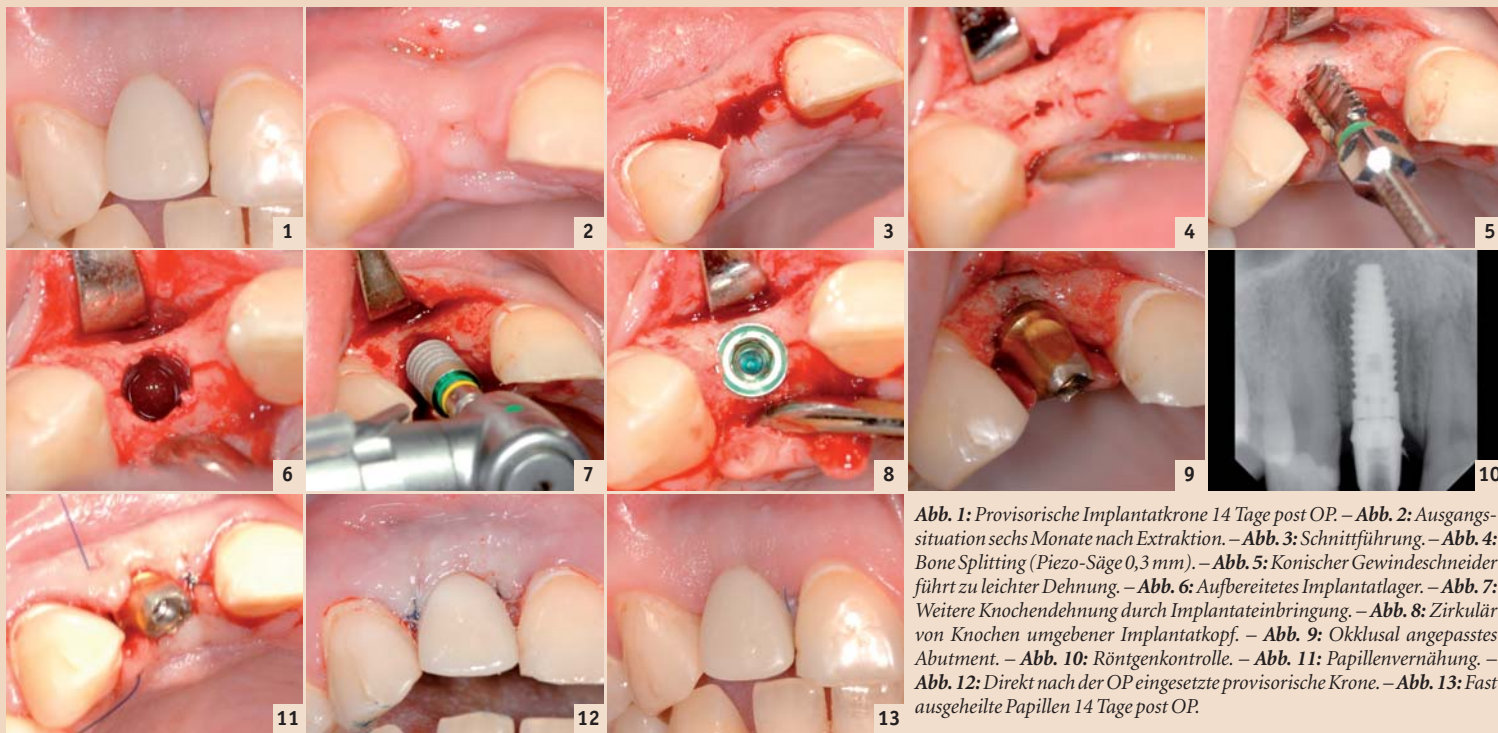 1
2
3
4
5
6
7
8
9
10
11
12
13
Abb. 1: Provisorische Implantatkrone 14 Tage post OP. – Abb. 2: Ausgangs-
situation sechs Monate nach Extraktion. – Abb. 3: Schnittführung. – Abb. 4:
Bone Splitting (Piezo-Säge 0,3 mm). – Abb. 5: Konischer Gewindeschneider
führt zu leichter Dehnung. – Abb. 6: Aufbereitetes Implantatlager. – Abb. 7:
Weitere Knochendehnung durch Implantateinbringung. – Abb. 8: Zirkulär
von Knochen umgebener Implantatkopf. – Abb. 9: Okklusal angepasstes
Abutment. – Abb. 10: Röntgenkontrolle. – Abb. 11: Papillenvernähung. –
Abb. 12: Direkt nach der OP eingesetzte provisorische Krone. – Abb. 13: Fast
ausgeheilte Papillen 14 Tage post OP.